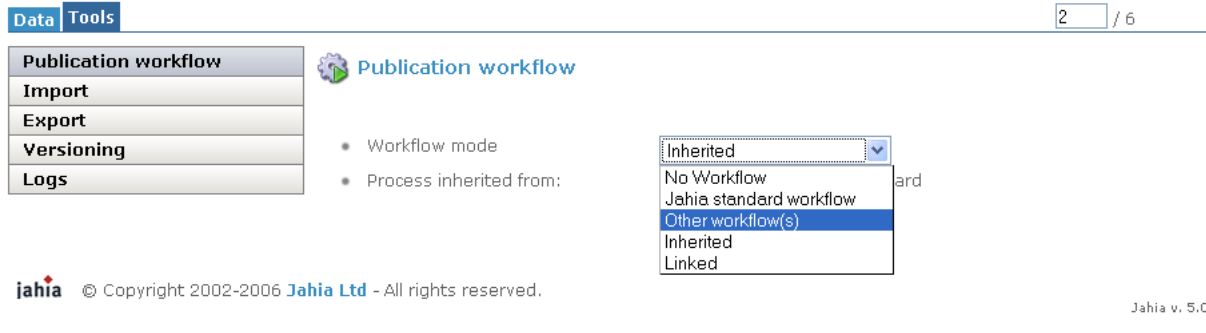 Data Tools 2 / 6
Publication workflow
Import
Export
Versioning
Logs
Publication workflow
Workflow mode Inherited
Process inherited from: ard
No Workflow
Jahia standard workflow
Other workflow(s)
Inherited
Linked
jahia © Copyright 2002-2006 Jahia Ltd - All rights reserved.
Jahia v. 5.0